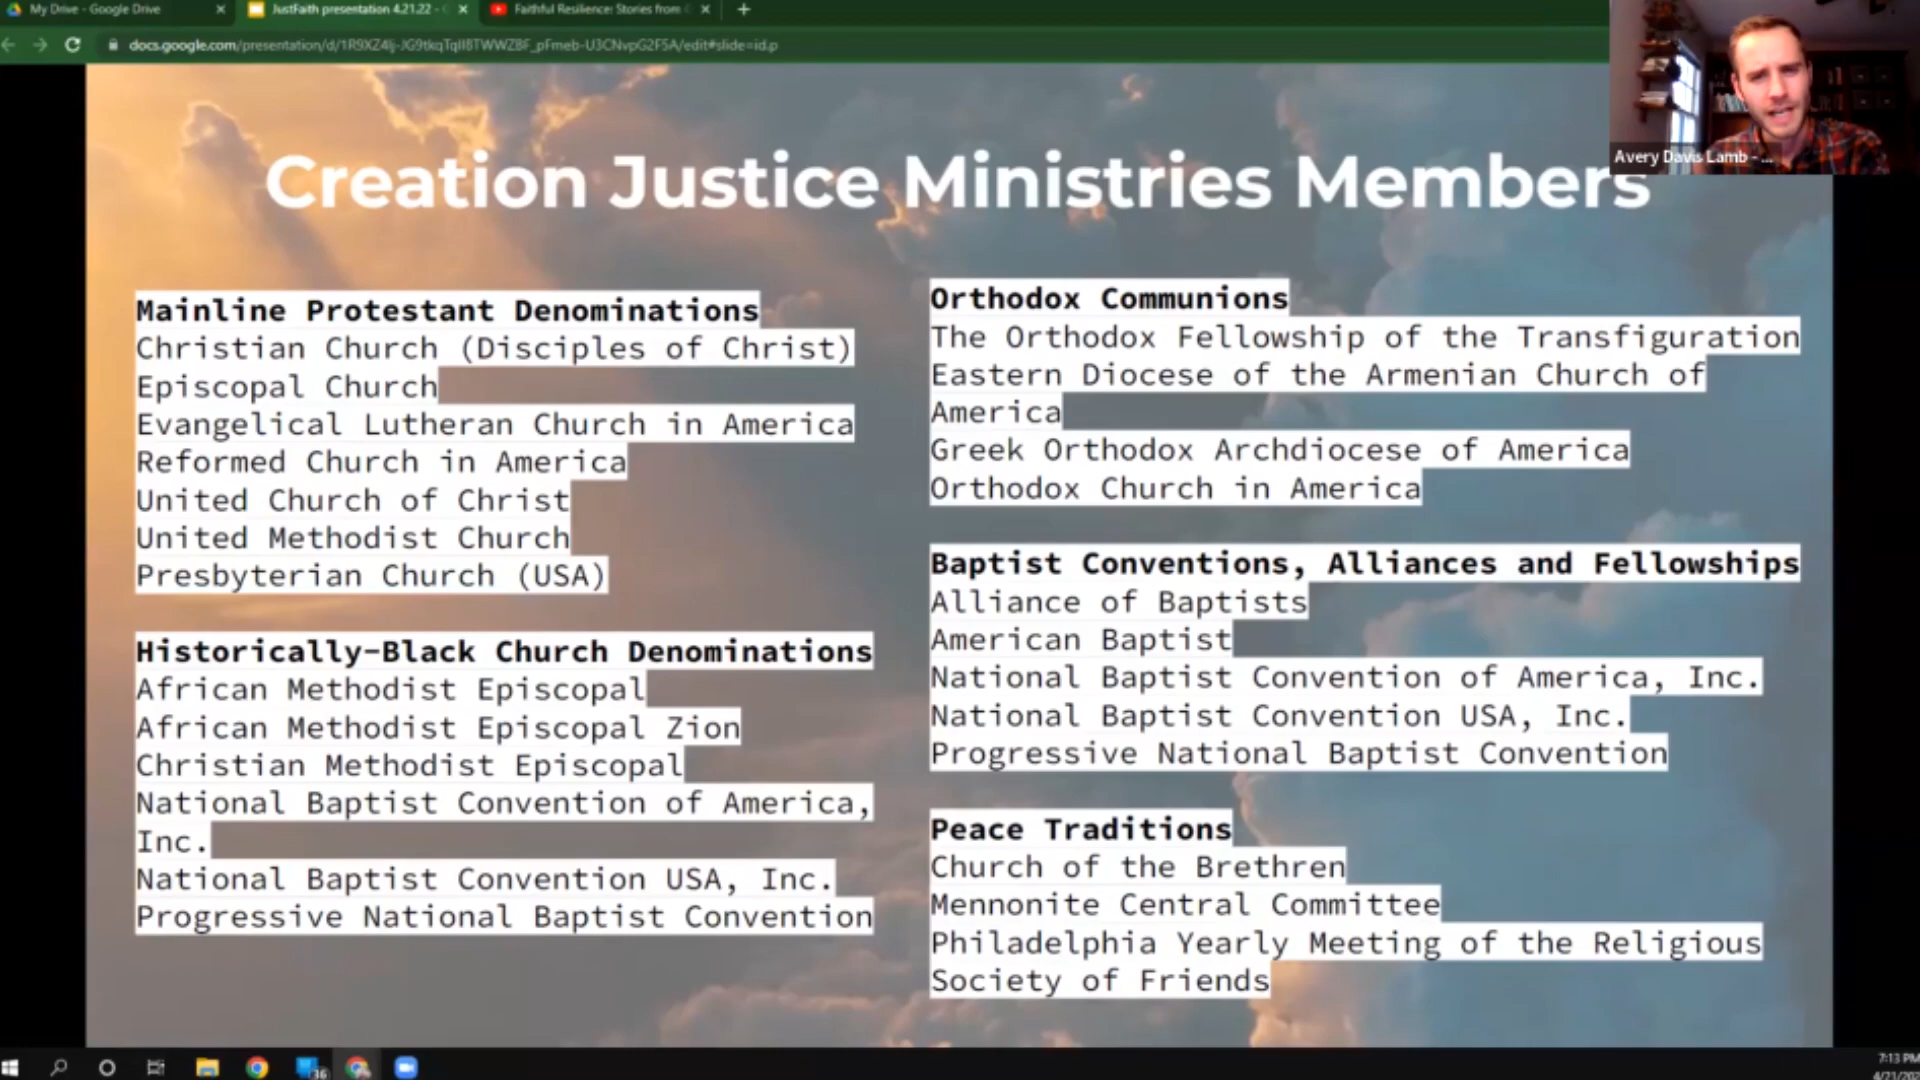 My Drive - Google Drive
JustFaith presentation 4.21.22 -
Faithful Resilience: Stories from
Avery Davis Lamb - ...
Creation Justice Ministries Members
Mainline Protestant Denominations
Christian Church (Disciples of Christ)
Episcopal Church
Evangelical Lutheran Church in America
Reformed Church in America
United Church of Christ
United Methodist Church
Presbyterian Church (USA)
Historically-Black Church Denominations
African Methodist Episcopal
African Methodist Episcopal Zion
Christian Methodist Episcopal
National Baptist Convention of America,
Inc.
National Baptist Convention USA, Inc.
Progressive National Baptist Convention
Orthodox Communions
The Orthodox Fellowship of the Transfiguration
Eastern Diocese of the Armenian Church of
America
Greek Orthodox Archdiocese of America
Orthodox Church in America
Baptist Conventions, Alliances and Fellowships
Alliance of Baptists
American Baptist
National Baptist Convention of America, Inc.
National Baptist Convention USA, Inc.
Progressive National Baptist Convention
Peace Traditions
Church of the Brethren
Mennonite Central Committee
Philadelphia Yearly Meeting of the Religious
Society of Friends
36
7:13 PM